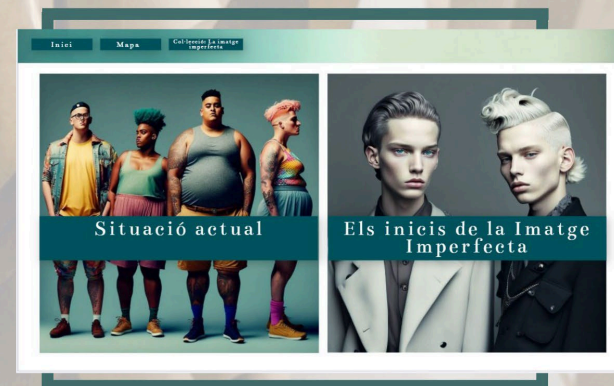 Inici
Mapa
Col·lecció: La imatge
imperfecta
Situació actual
Els inicis de la Imatge
Imperfecta